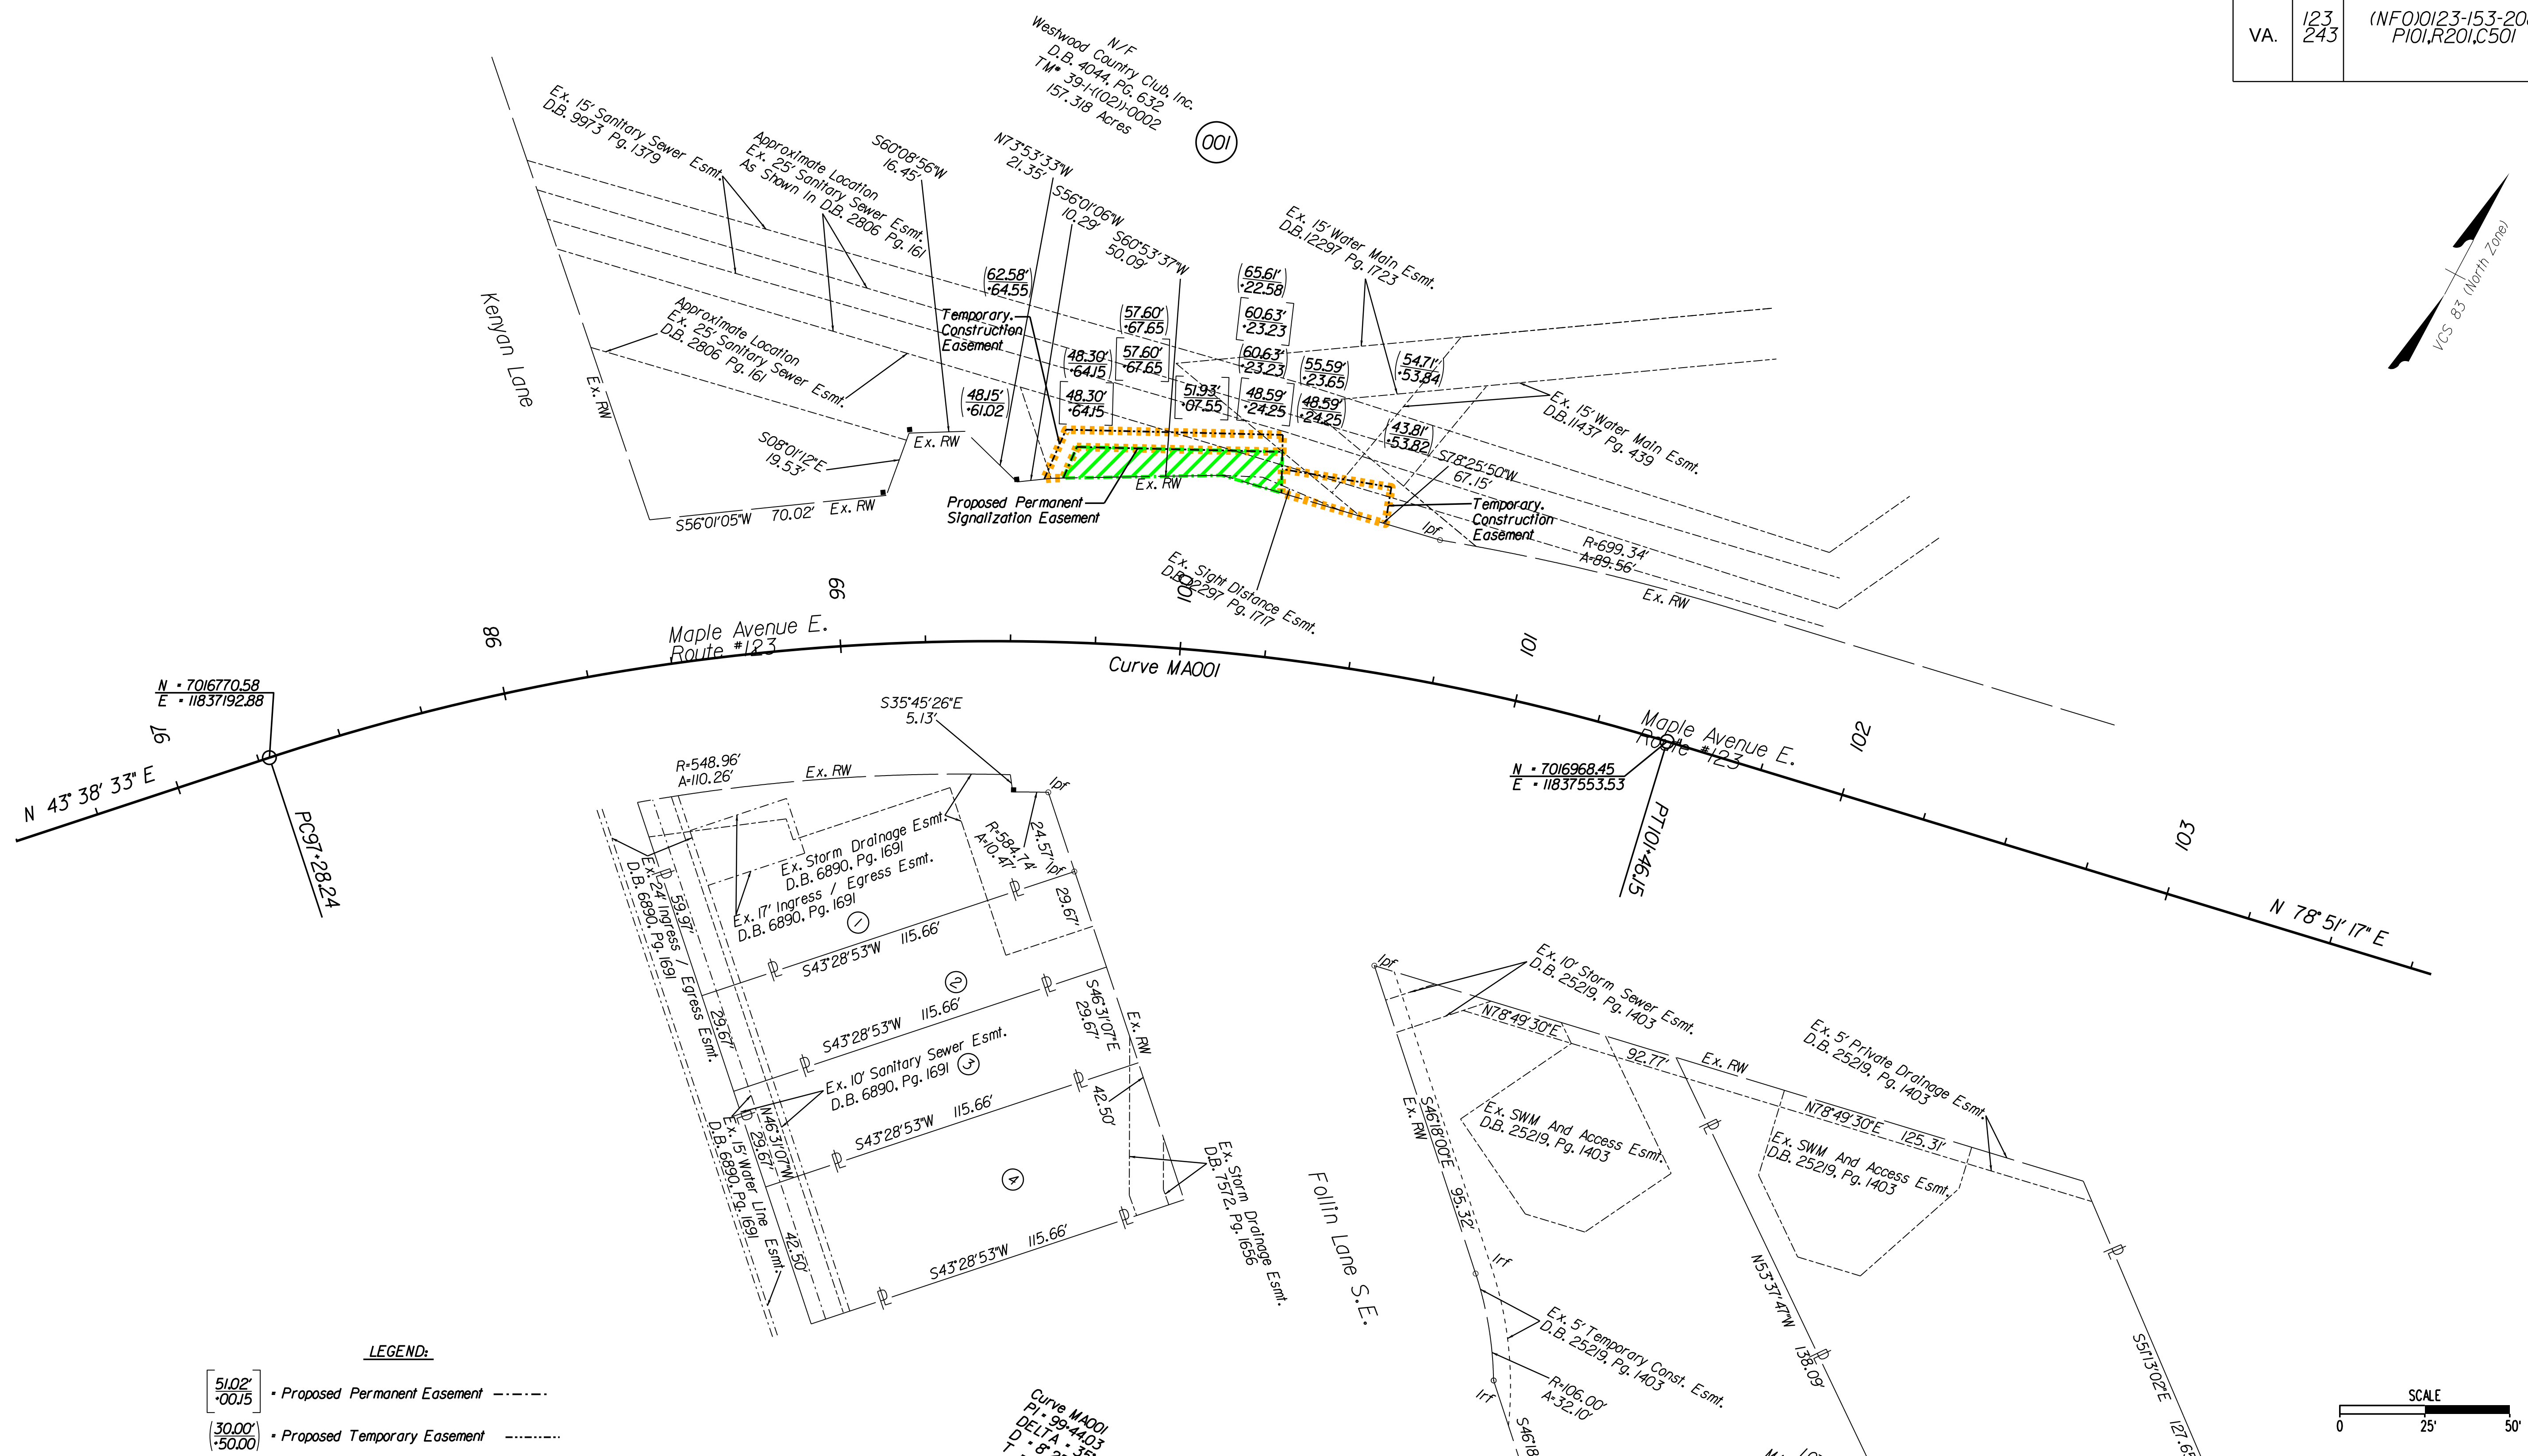 VA.
123
243
(NFO)0123-153-208
P101,R201,C501
N/F
Westwood Country Club, Inc.
D.B. 4044, PG. 632
TM# 39-1-((02))-0002
157.318 Acres
001
Ex. 15' Sanitary Sewer Esmt.
D.B. 9973 Pg. 1379
Approximate Location
Ex. 25' Sanitary Sewer Esmt.
As Shown In D.B. 2806 Pg. 161
S60°08'56"W
16.45'
N73°53'33"W
21.35'
S56°01'06"W
10.29'
S60°53'37"W
50.09'
Ex. 15' Water Main Esmt.
D.B.12297 Pg. 1723
VCS 83 (North Zone)
Kenyan Lane
Ex. RW
Approximate Location
Ex. 25' Sanitary Sewer Esmt.
D.B. 2806 Pg. 161
62.58'
+64.55
Temporary.
Construction
Easement
57.60'
+67.65
57.60'
+67.65
65.61'
+22.58
60.63'
+23.23
60.63'
+23.23
48.30'
+64.15
48.30'
+64.15
48.15'
+61.02
51.93'
+07.55
48.59'
+24.25
55.59'
+23.65
48.59'
+24.25
54.71'
+53.84
43.81'
+53.82
Ex. 15' Water Main Esmt.
D.B.11437 Pg. 439
S78°25'50"W
67.15'
S08°01'12"E
19.53'
Ex. RW
Ex. RW
S56°01'05"W 70.02' Ex. RW
Proposed Permanent
Signalization Easement
Temporary.
Construction
Easement
Ipf
R=699.34'
A=89.56'
Ex. RW
Ex. Sight Distance Esmt.
D.B.12297 Pg. 1717
97
98
99
100
101
102
103
Maple Avenue E.
Route #123
Curve MA001
N = 7016770.58
E = 11837192.88
N 43° 38' 33" E
PC97+28.24
Maple Avenue E.
Route #123
N = 7016968.45
E = 11837553.53
PT101+46.15
N 78° 51' 17" E
S35°45'26"E
5.13'
R=548.96'
A=110.26'
Ex. RW
Ipf
24.57'
R=584.74'
A=10.47'
Ipf
29.67'
Ex. Storm Drainage Esmt.
D.B. 6890, Pg. 1691
Ex. 17' Ingress / Egress Esmt.
D.B. 6890, Pg. 1691
Ex. 24' Ingress / Egress Esmt.
D.B. 6890, Pg. 1691
59.97'
1
S43°28'53"W 115.66'
2
29.67'
S43°28'53"W 115.66'
S46°31'07"E
29.67'
Ex. RW
Ex. 10' Sanitary Sewer Esmt.
D.B. 6890, Pg. 1691
3
N46°31'07"W
29.67'
Ex. 15' Water Line Esmt.
D.B. 6890, Pg. 1691
S43°28'53"W 115.66'
42.50'
4
42.50'
S43°28'53"W 115.66'
Ex. Storm Drainage Esmt.
D.B. 7572, Pg. 1656
Follin Lane S.E.
Ipf
Ex. 10' Storm Sewer Esmt.
D.B. 25219, Pg. 1403
N78°49'30"E
92.77'
Ex. RW
Ex. 5' Private Drainage Esmt.
D.B. 25219, Pg. 1403
N78°49'30"E 125.31'
Ex. SWM And Access Esmt.
D.B. 25219, Pg. 1403
Ex. SWM And Access Esmt.
D.B. 25219, Pg. 1403
Ex. RW
S46°18'00"E 95.32'
Irf
Ex. 5' Temporary Const. Esmt.
D.B. 25219, Pg. 1403
R=106.00'
A=32.10'
Irf
S46°18
N53°37'47"W
138.09'
S51°13'02"E
127.65
LEGEND:
51.02'
+00.15
= Proposed Permanent Easement
30.00'
+50.00
= Proposed Temporary Easement
Curve MA001
PI = 99+44.03
DELTA = 35°
D = 8°
T =
SCALE
0 25' 50'